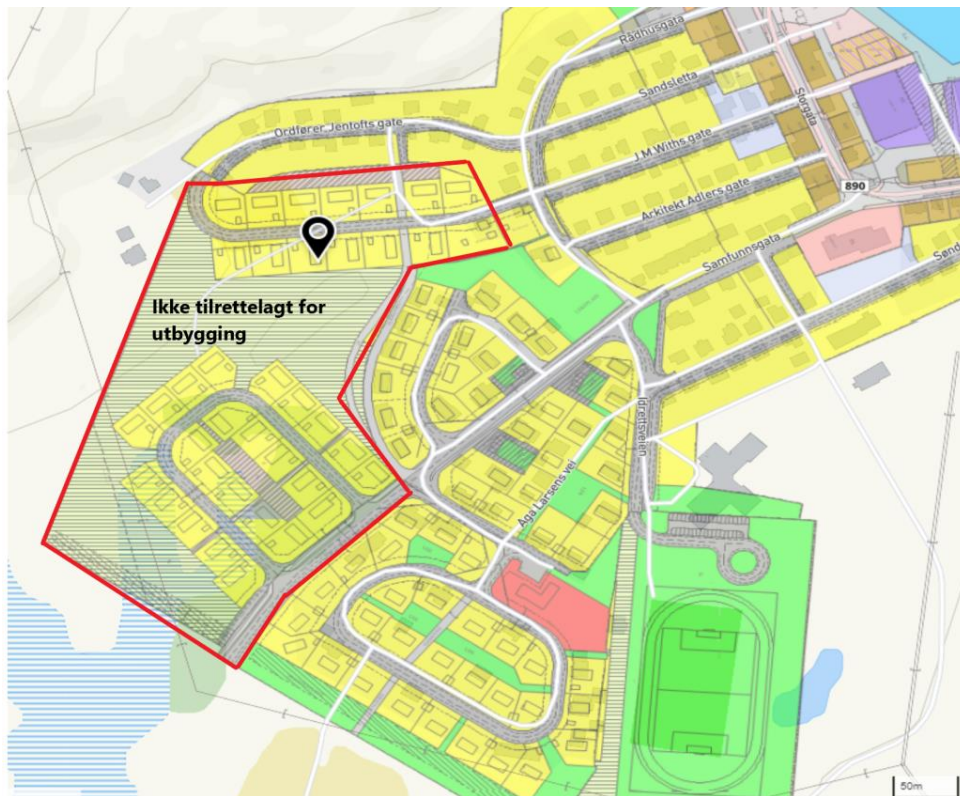 Rådhusgata
Sandsletta
Storgata
Ordfører Jentofts gate
J.M Withs gate
890
Arkitekt Adlers gate
Samfunnsgata
Sønd
Ikke tilrettelagt for
utbygging
Idrettsveien
Aga Larsens vei
50m